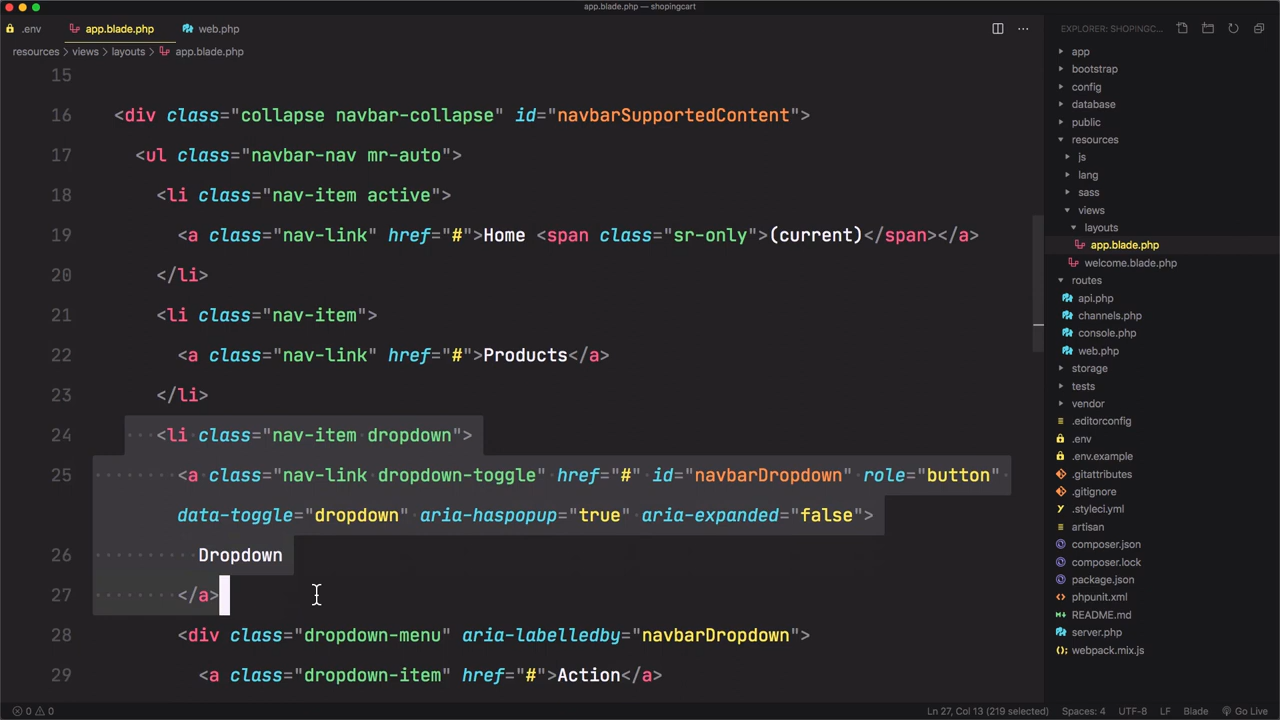 app.blade.php — shopingcart
.env
app.blade.php
web.php
resources > views > layouts > app.blade.php
15
16 <div class="collapse navbar-collapse" id="navbarSupportedContent">
17 <ul class="navbar-nav mr-auto">
18 <li class="nav-item active">
19 <a class="nav-link" href="#">Home <span class="sr-only">(current)</span></a>
20 </li>
21 <li class="nav-item">
22 <a class="nav-link" href="#">Products</a>
23 </li>
24 <li class="nav-item dropdown">
25 <a class="nav-link dropdown-toggle" href="#" id="navbarDropdown" role="button"
data-toggle="dropdown" aria-haspopup="true" aria-expanded="false">
26 Dropdown
27 </a>
28 <div class="dropdown-menu" aria-labelledby="navbarDropdown">
29 <a class="dropdown-item" href="#">Action</a>
EXPLORER: SHOPINGC...
app
bootstrap
config
database
public
resources
js
lang
sass
views
layouts
app.blade.php
welcome.blade.php
routes
api.php
channels.php
console.php
web.php
storage
tests
vendor
.editorconfig
.env
.env.example
.gitattributes
.gitignore
.styleci.yml
artisan
composer.json
composer.lock
package.json
phpunit.xml
README.md
server.php
webpack.mix.js
0 0
Ln 27, Col 13 (219 selected)
Spaces: 4
UTF-8
LF
Blade
Go Live